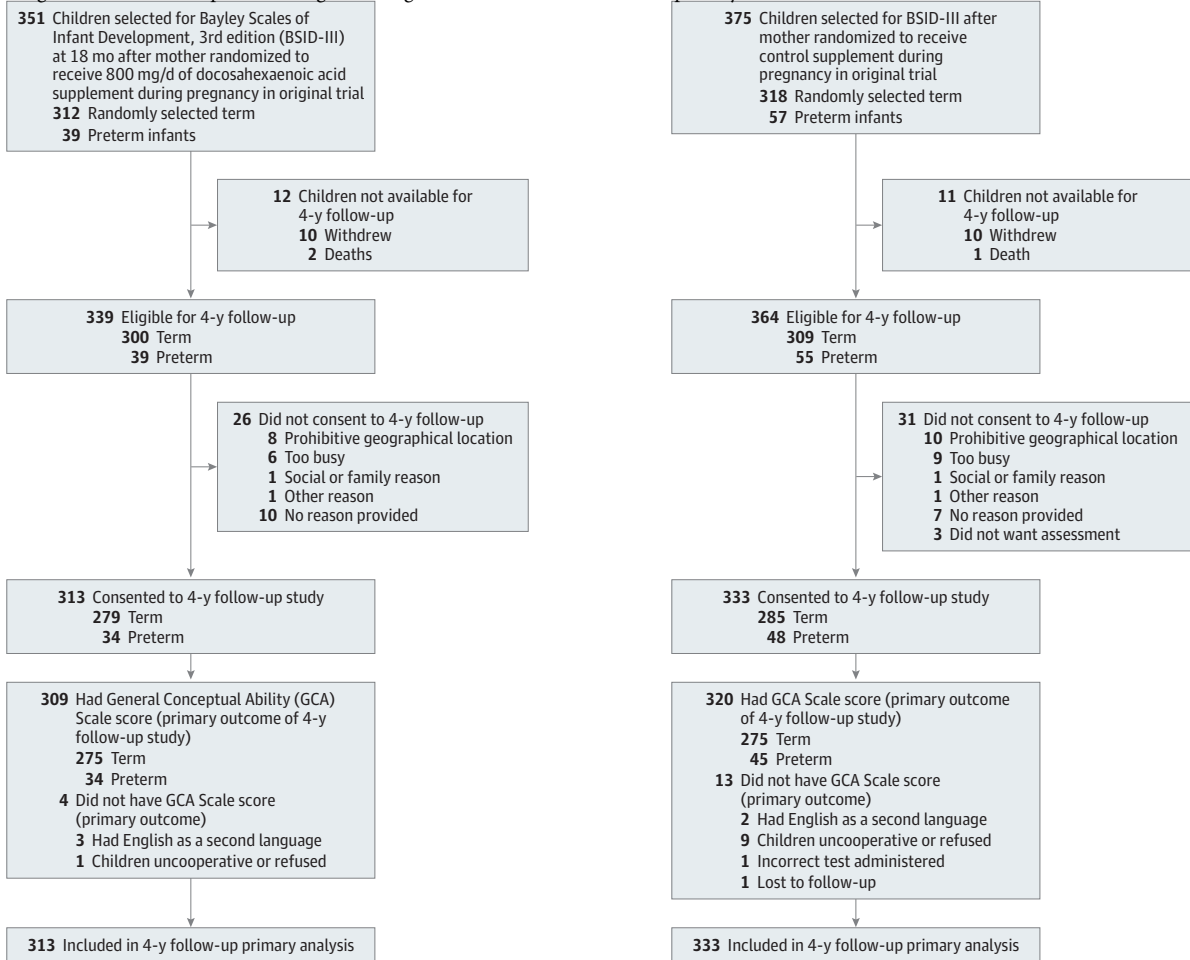 351 Children selected for Bayley Scales of
Infant Development, 3rd edition (BSID-III)
at 18 mo after mother randomized to
receive 800 mg/d of docosahexaenoic acid
supplement during pregnancy in original trial
312 Randomly selected term
39 Preterm infants
12 Children not available for
4-y follow-up
10 Withdrew
2 Deaths
339 Eligible for 4-y follow-up
300 Term
39 Preterm
26 Did not consent to 4-y follow-up
8 Prohibitive geographical location
6 Too busy
1 Social or family reason
1 Other reason
10 No reason provided
313 Consented to 4-y follow-up study
279 Term
34 Preterm
309 Had General Conceptual Ability (GCA)
Scale score (primary outcome of 4-y
follow-up study)
275 Term
34 Preterm
4 Did not have GCA Scale score
(primary outcome)
3 Had English as a second language
1 Children uncooperative or refused
313 Included in 4-y follow-up primary analysis
375 Children selected for BSID-III after
mother randomized to receive
control supplement during
pregnancy in original trial
318 Randomly selected term
57 Preterm infants
11 Children not available for
4-y follow-up
10 Withdrew
1 Death
364 Eligible for 4-y follow-up
309 Term
55 Preterm
31 Did not consent to 4-y follow-up
10 Prohibitive geographical location
9 Too busy
1 Social or family reason
1 Other reason
7 No reason provided
3 Did not want assessment
333 Consented to 4-y follow-up study
285 Term
48 Preterm
320 Had GCA Scale score (primary outcome
of 4-y follow-up study)
275 Term
45 Preterm
13 Did not have GCA Scale score
(primary outcome)
2 Had English as a second language
9 Children uncooperative or refused
1 Incorrect test administered
1 Lost to follow-up
333 Included in 4-y follow-up primary analysis